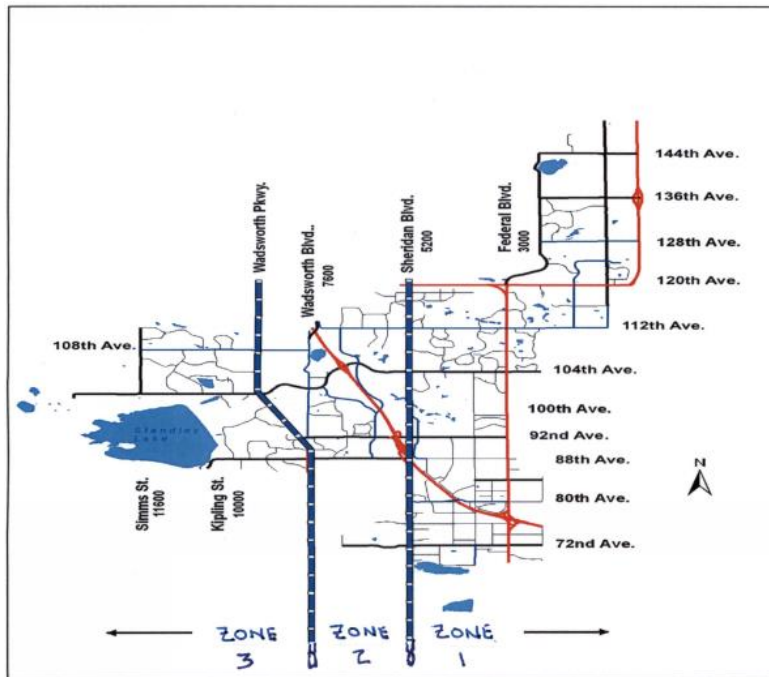 144th Ave.
136th Ave.
128th Ave.
120th Ave.
112th Ave.
104th Ave.
100th Ave.
92nd Ave.
88th Ave.
80th Ave.
72nd Ave.
108th Ave.
Wadsworth Pkwy.
Wadsworth Blvd..
7600
Sheridan Blvd.
5200
Federal Blvd.
3000
Standley
Lake
Simms St.
11600
Kipling St.
10000
N
ZONE
3
ZONE
2
ZONE
1